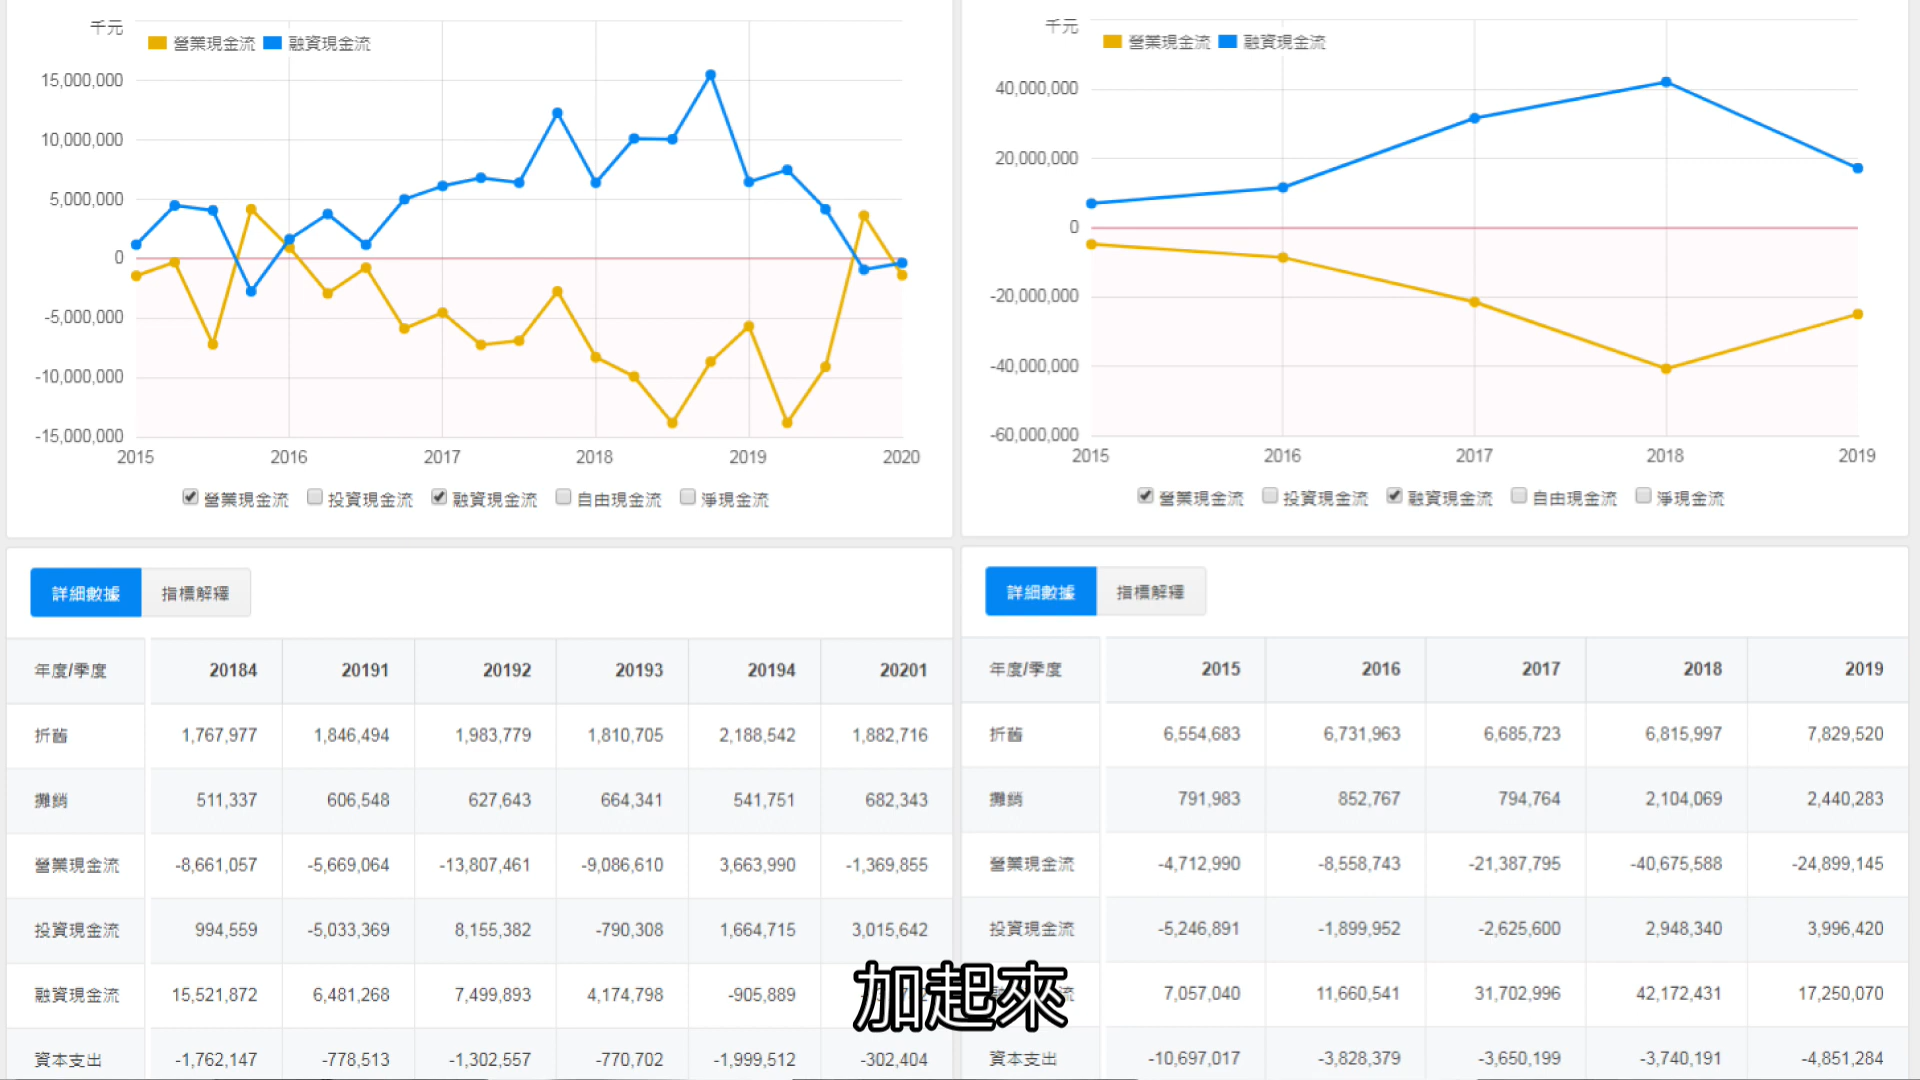 千元
營業現金流 融資現金流
15,000,000
10,000,000
5,000,000
0
-5,000,000
-10,000,000
-15,000,000
2015 2016 2017 2018 2019 2020
營業現金流 投資現金流 融資現金流 自由現金流 淨現金流
詳細數據 指標解釋
年度/季度 20184 20191 20192 20193 20194 20201
折舊 1,767,977 1,846,494 1,983,779 1,810,705 2,188,542 1,882,716
攤銷 511,337 606,548 627,643 664,341 541,751 682,343
營業現金流 -8,661,057 -5,669,064 -13,807,461 -9,086,610 3,663,990 -1,369,855
投資現金流 994,559 -5,033,369 8,155,382 -790,308 1,664,715 3,015,642
融資現金流 15,521,872 6,481,268 7,499,893 4,174,798 -905,889
資本支出 -1,762,147 -778,513 -1,302,557 -770,702 -1,999,512 -302,404
千元
營業現金流 融資現金流
40,000,000
20,000,000
0
-20,000,000
-40,000,000
-60,000,000
2015 2016 2017 2018 2019
營業現金流 投資現金流 融資現金流 自由現金流 淨現金流
詳細數據 指標解釋
年度/季度 2015 2016 2017 2018 2019
折舊 6,554,683 6,731,963 6,685,723 6,815,997 7,829,520
攤銷 791,983 852,767 794,764 2,104,069 2,440,283
營業現金流 -4,712,990 -8,558,743 -21,387,795 -40,675,588 -24,899,145
投資現金流 -5,246,891 -1,899,952 -2,625,600 2,948,340 3,996,420
流 7,057,040 11,660,541 31,702,996 42,172,431 17,250,070
資本支出 -10,697,017 -3,828,379 -3,650,199 -3,740,191 -4,851,284
加起來